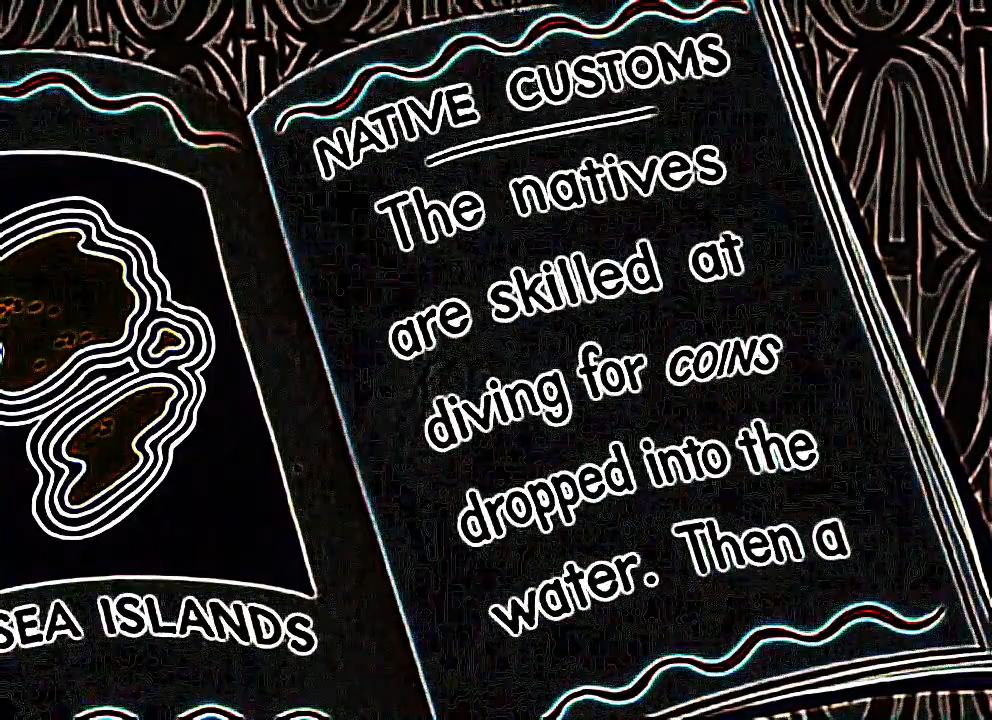 SEA ISLANDS
NATIVE CUSTOMS
The natives
are skilled at
diving for COINS
dropped into the
water. Then a